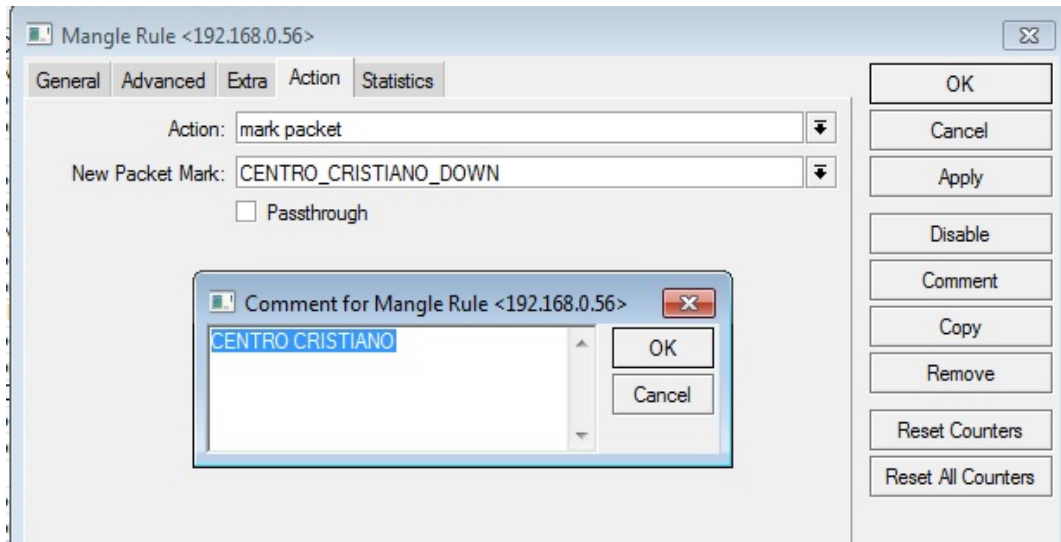 Mangle Rule <192.168.0.56>
General Advanced Extra Action Statistics
Action: mark packet
New Packet Mark: CENTRO_CRISTIANO_DOWN
Passthrough
Comment for Mangle Rule <192.168.0.56>
CENTRO CRISTIANO
OK
Cancel
OK
Cancel
Apply
Disable
Comment
Copy
Remove
Reset Counters
Reset All Counters